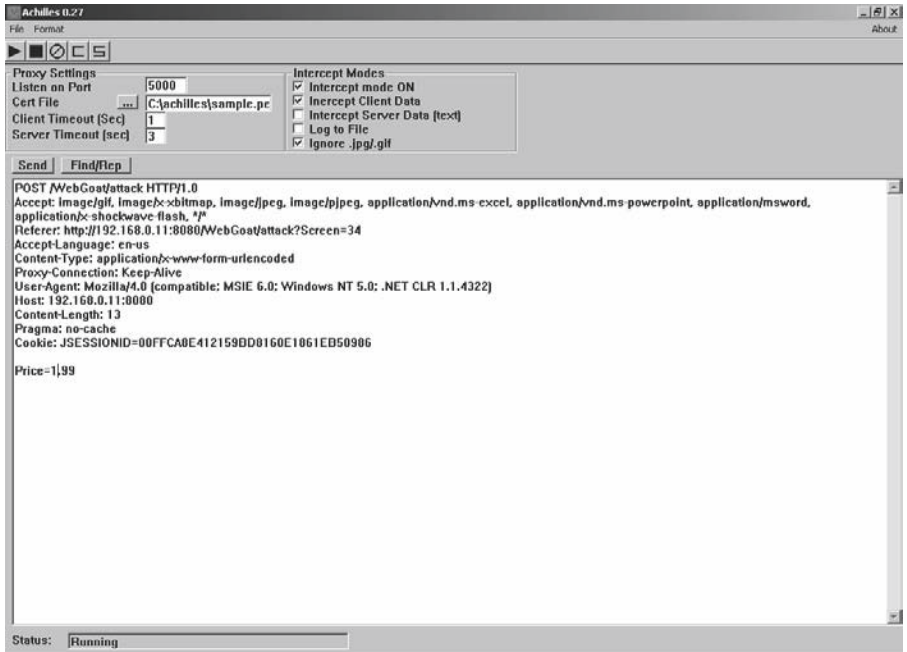 Achilles 0.27
File Format About
Proxy Settings
Listen on Port 5000
Cert File ... C:\achilles\sample.pe
Client Timeout (Sec) 1
Server Timeout (sec) 3
Intercept Modes
Intercept mode ON
Inercept Client Data
Intercept Server Data (text)
Log to File
Ignore .jpg/.gif
Send Find/Rep
POST /WebGoat/attack HTTP/1.0
Accept: image/gif, image/x-xbitmap, image/jpeg, image/pjpeg, application/vnd.ms-excel, application/vnd.ms-powerpoint, application/msword,
application/x-shockwave-flash, */*
Referer: http://192.168.0.11:8080/WebGoat/attack?Screen=34
Accept-Language: en-us
Content-Type: application/x-www-form-urlencoded
Proxy-Connection: Keep-Alive
User-Agent: Mozilla/4.0 (compatible; MSIE 6.0; Windows NT 5.0; .NET CLR 1.1.4322)
Host: 192.168.0.11:8080
Content-Length: 13
Pragma: no-cache
Cookie:
Price=1.99
Status: Running